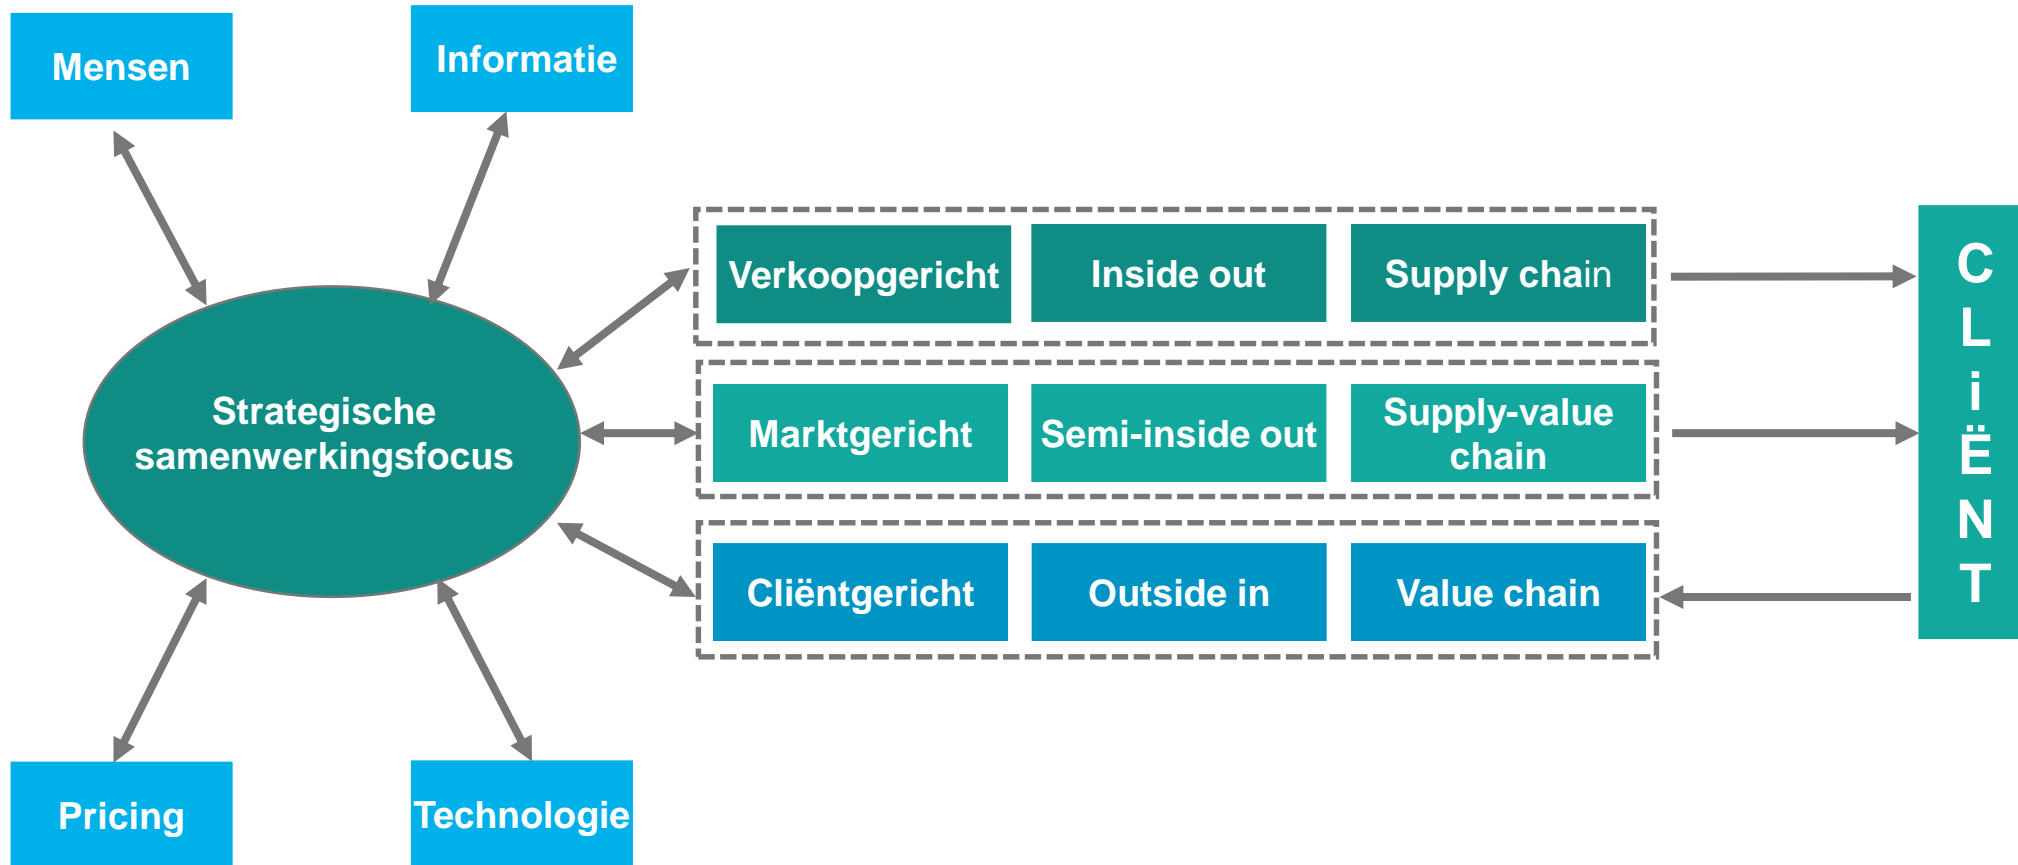 Mensen
Informatie
Verkoopgericht
Inside out
Supply chain
Strategische
samenwerkingsfocus
Marktgericht
Semi-inside out
Supply-value
chain
Cliëntgericht
Outside in
Value chain
C
L
i
Ë
N
T
Pricing
Technologie